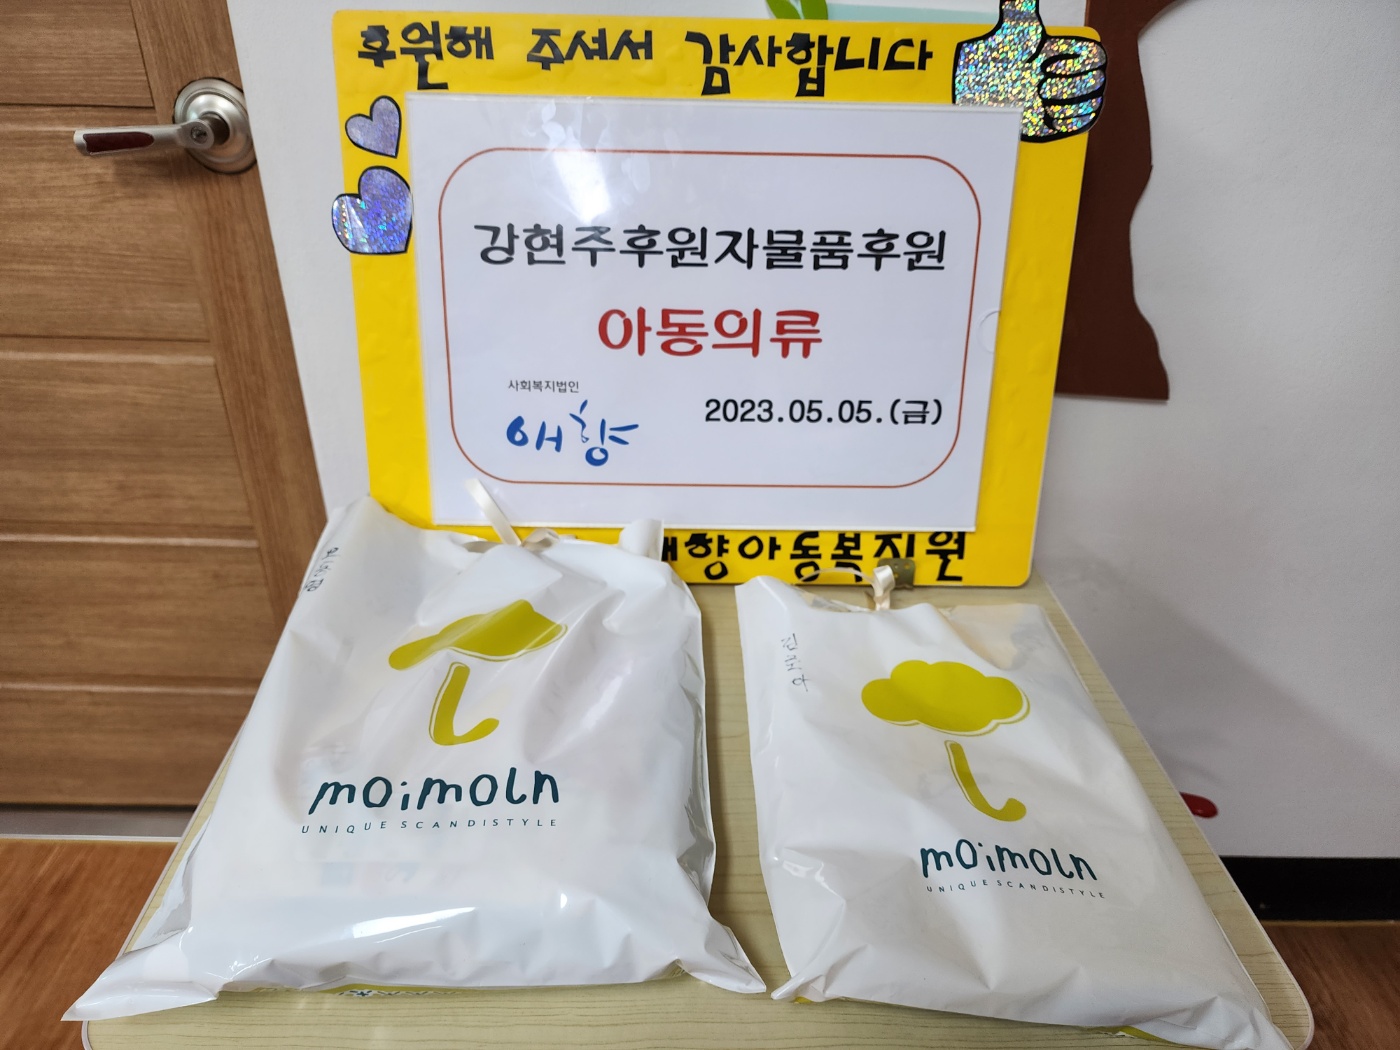 후원해 주셔서 감사합니다
강현주후원자물품후원
아동의류
사회복지법인
애향
2023.05.05.(금)
향아동복지원
moimoln
UNIQUE SCANDISTYLE
moimoln
UNIQUE SCANDISTYLE